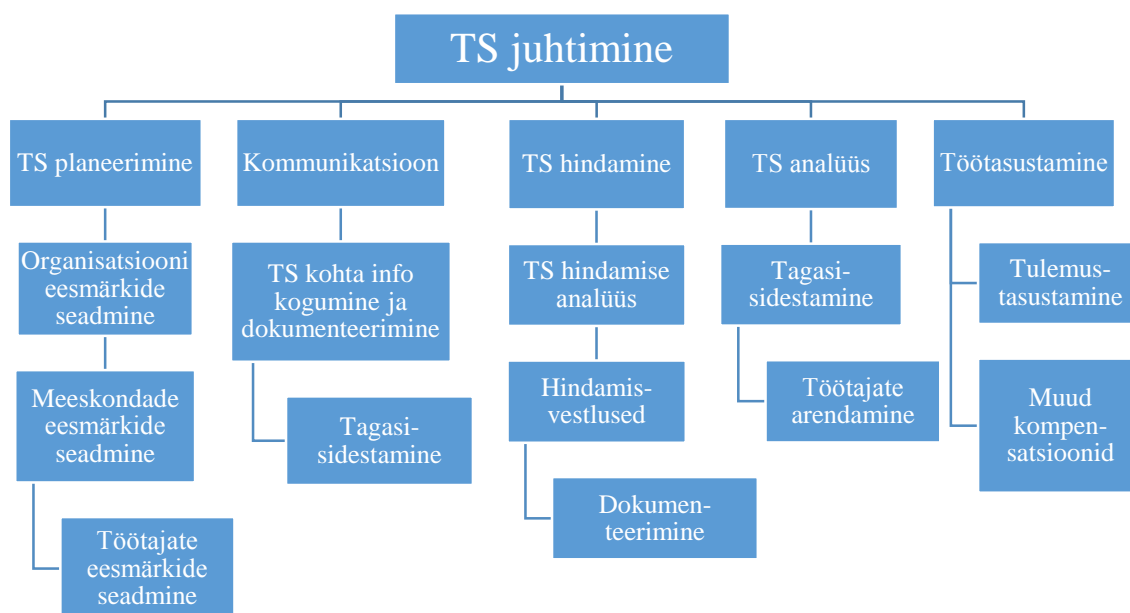 TS juhtimine
TS planeerimine
Kommunikatsioon
TS hindamine
TS analüüs
Töötasustamine
Organisatsiooni
eesmärkide
seadmine
TS kohta info
kogumine ja
dokumenteerimine
TS hindamise
analüüs
Tagasi-
sidestamine
Tulemus-
tasustamine
Meeskondade
eesmärkide
seadmine
Tagasi-
sidestamine
Hindamis-
vestlused
Töötajate
arendamine
Muud
kompen-
satsioonid
Töötajate
eesmärkide
seadmine
Dokumen-
teerimine